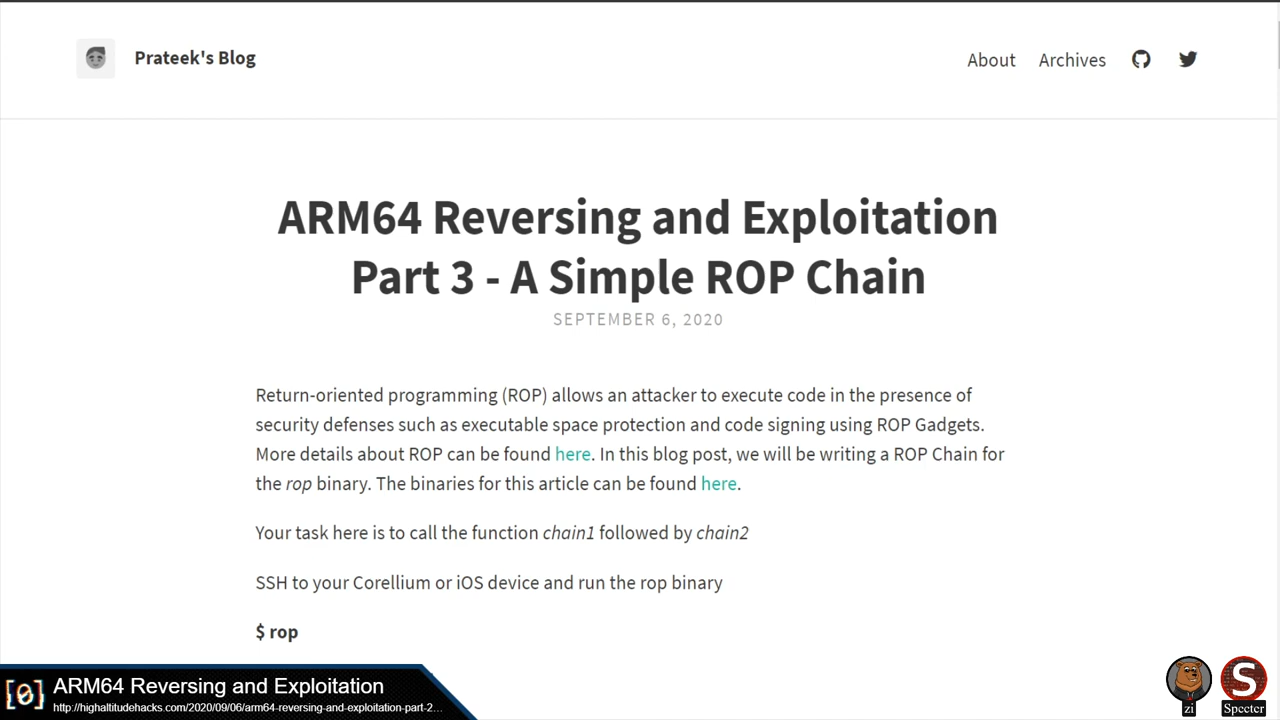 Prateek's Blog
About Archives
ARM64 Reversing and Exploitation
Part 3 - A Simple ROP Chain
SEPTEMBER 6, 2020
Return-oriented programming (ROP) allows an attacker to execute code in the presence of
security defenses such as executable space protection and code signing using ROP Gadgets.
More details about ROP can be found here. In this blog post, we will be writing a ROP Chain for
the rop binary. The binaries for this article can be found here.
Your task here is to call the function chain1 followed by chain2
SSH to your Corellium or iOS device and run the rop binary
$ rop
[0] ARM64 Reversing and Exploitation
http://highaltitudehacks.com/2020/09/06/arm64-reversing-and-exploitation-part-2...
zi
S
Specter